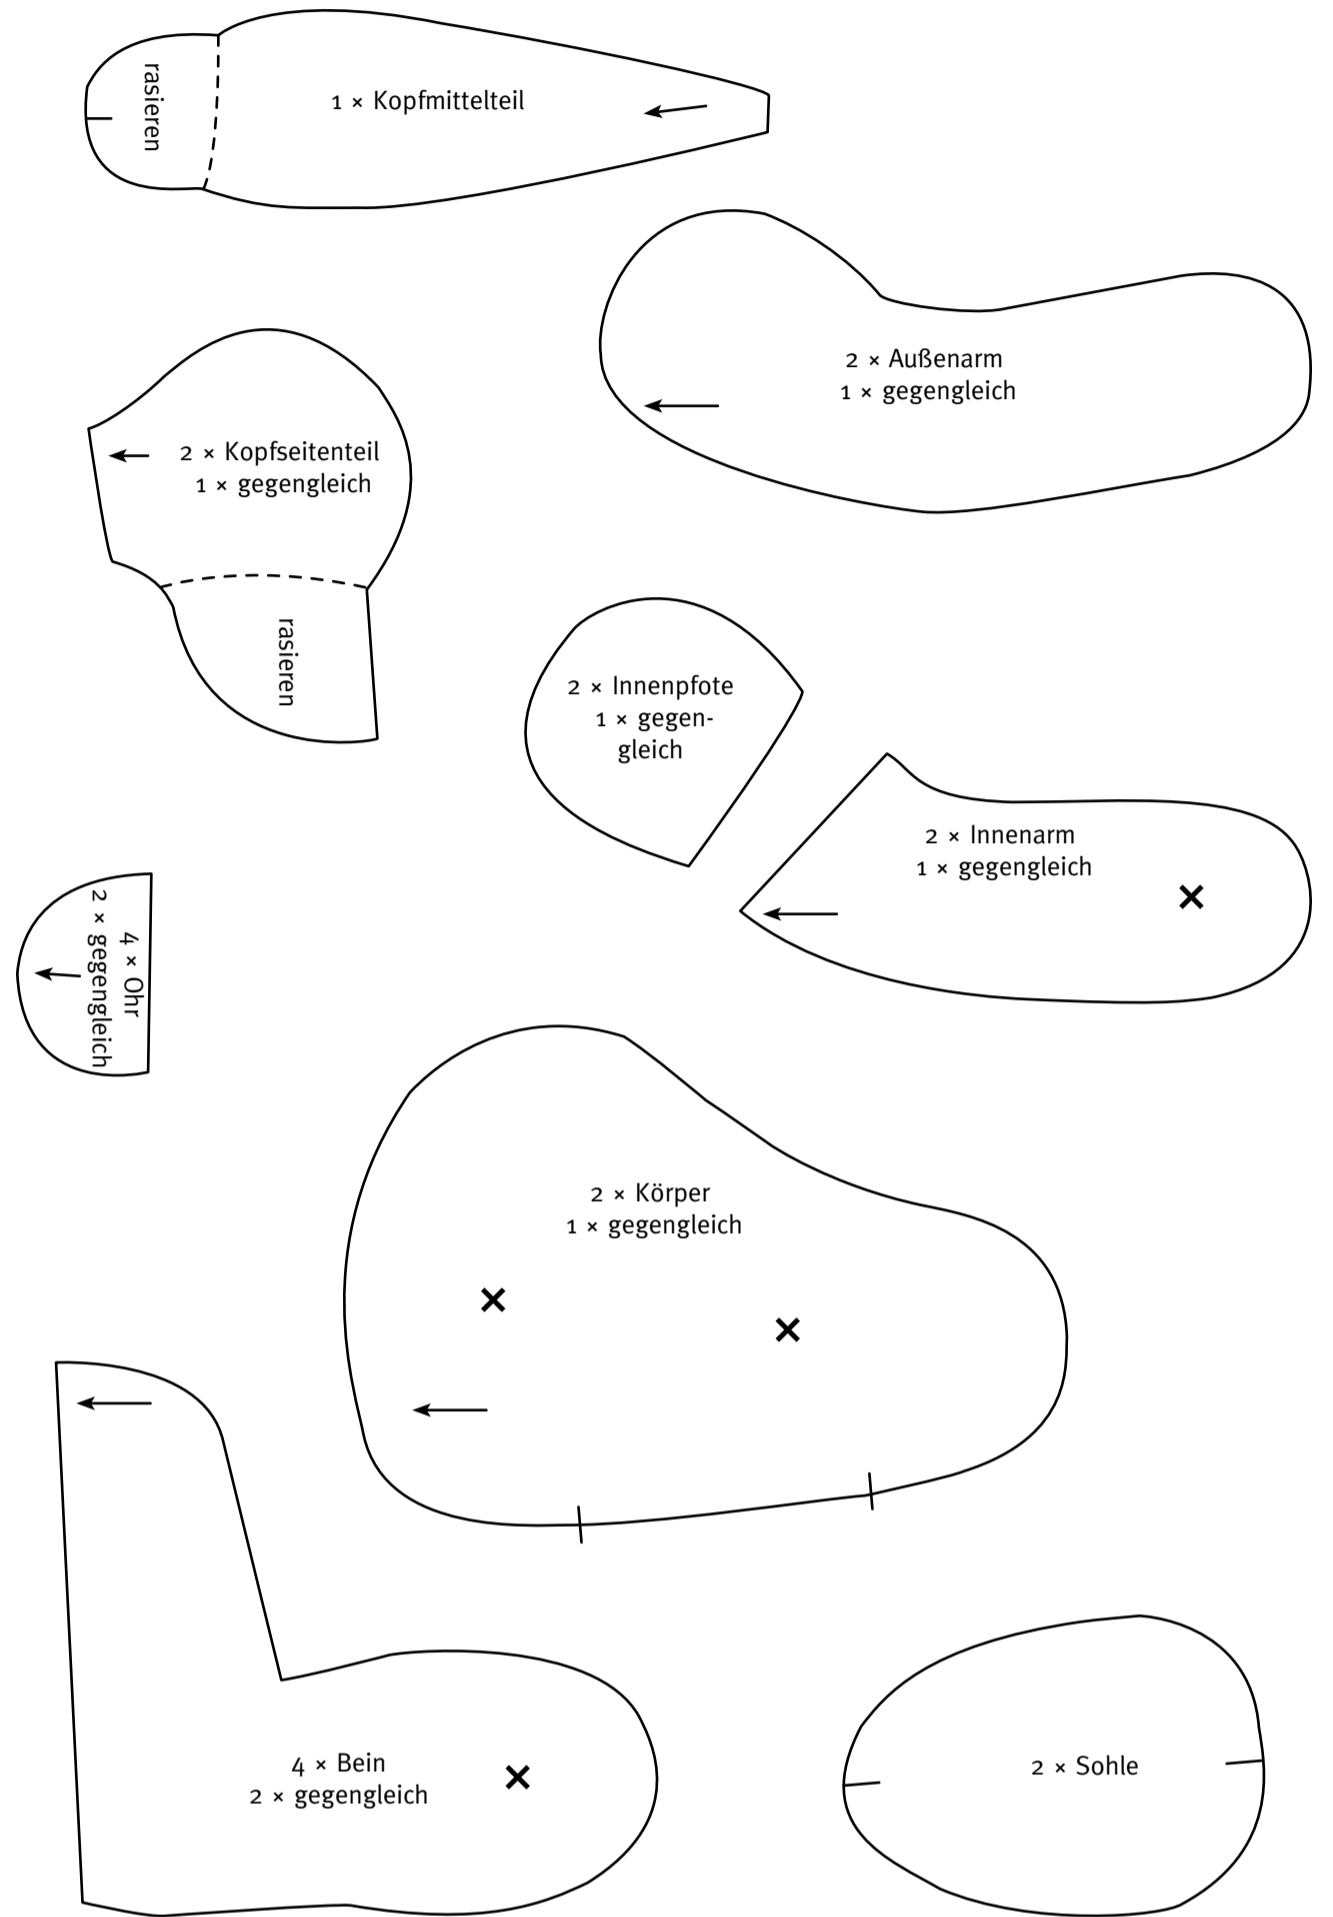 rasieren
1 × Kopfmittelteil
2 × Außenarm
1 × gegengleich
2 × Kopfseitenteil
1 × gegengleich
rasieren
2 × Innenpfote
1 × gegen-
gleich
2 × Innenarm
1 × gegengleich
4 × Ohr
2 × gegengleich
2 × Körper
1 × gegengleich
4 × Bein
2 × gegengleich
2 × Sohle